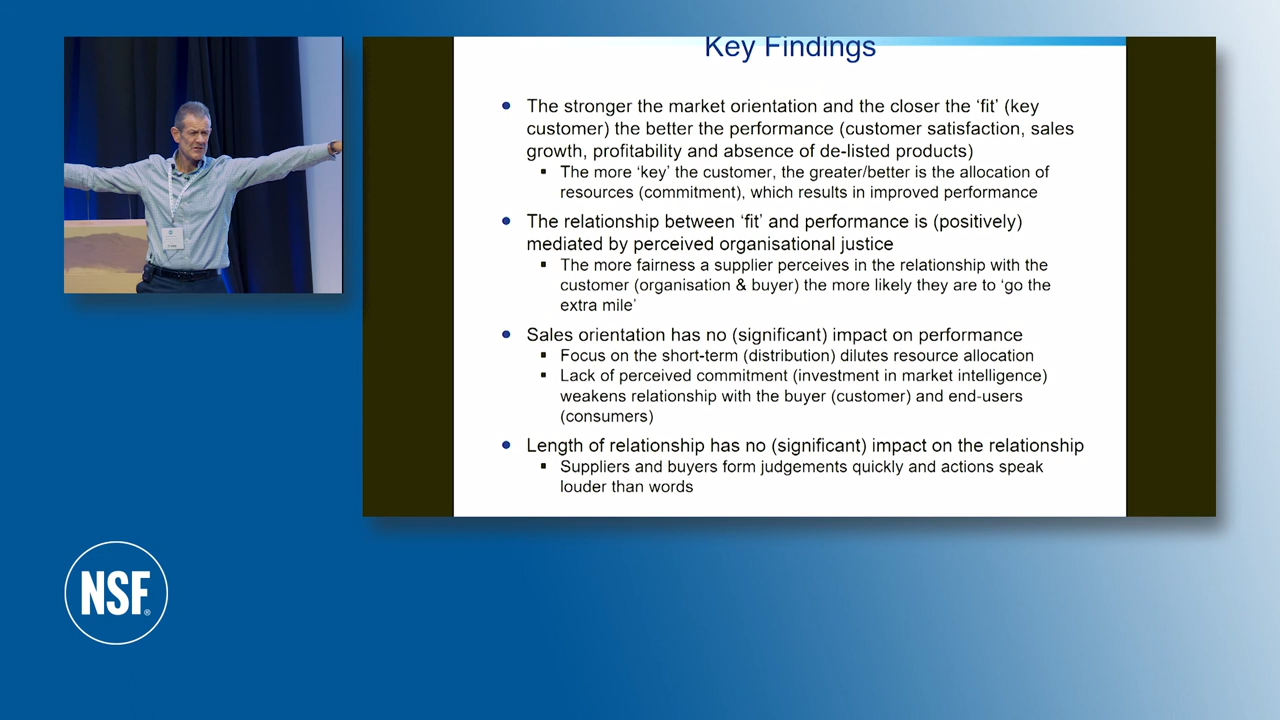 Key Findings
• The stronger the market orientation and the closer the ‘fit’ (key
customer) the better the performance (customer satisfaction, sales
growth, profitability and absence of de-listed products)
▪ The more ‘key’ the customer, the greater/better is the allocation of
resources (commitment), which results in improved performance
• The relationship between ‘fit’ and performance is (positively)
mediated by perceived organisational justice
▪ The more fairness a supplier perceives in the relationship with the
customer (organisation & buyer) the more likely they are to ‘go the
extra mile’
• Sales orientation has no (significant) impact on performance
▪ Focus on the short-term (distribution) dilutes resource allocation
▪ Lack of perceived commitment (investment in market intelligence)
weakens relationship with the buyer (customer) and end-users
(consumers)
• Length of relationship has no (significant) impact on the relationship
▪ Suppliers and buyers form judgements quickly and actions speak
louder than words
NSF®